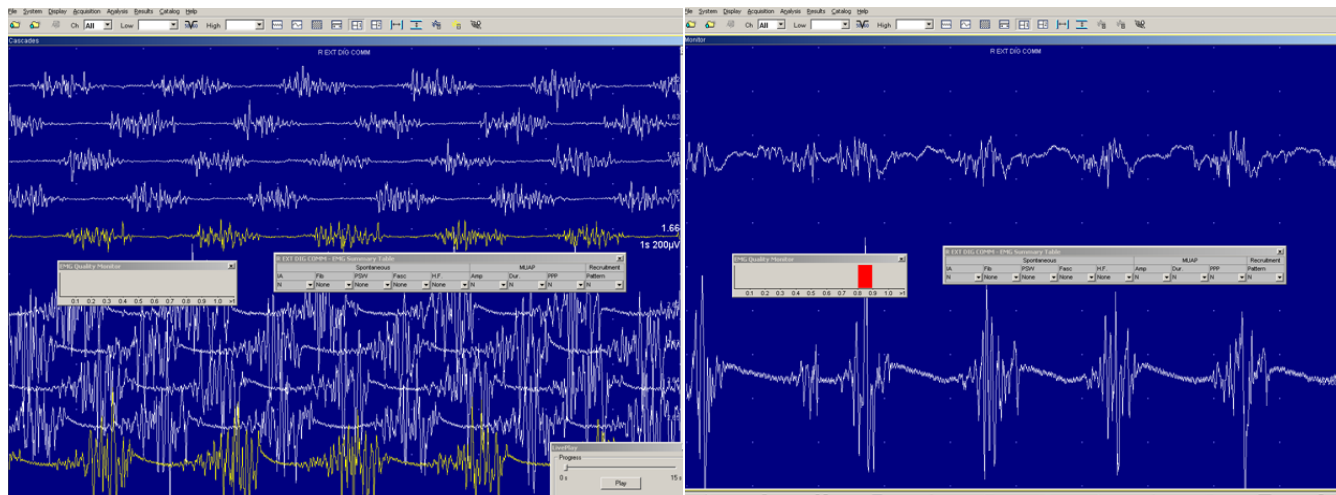 File System Display Acquisition Analysis Results Catalog Help
Ch All Low High
Cascades
R EXT DIG COMM
1.63
1.66
1s 200µV
EMG Quality Monitor
0.1 0.2 0.3 0.4 0.5 0.6 0.7 0.8 0.9 1.0 >1
R EXT DIG COMM - EMG Summary Table
Spontaneous MUAP Recruitment
IA Fib PSW Fasc H.F. Amp Dur. PPP Pattern
N None None None None N N N N
LivePlay
Progress
0 s 15 s
Play
File System Display Acquisition Analysis Results Catalog Help
Ch All Low High
Monitor
R EXT DIG COMM
EMG Quality Monitor
0.1 0.2 0.3 0.4 0.5 0.6 0.7 0.8 0.9 1.0 >1
R EXT DIG COMM - EMG Summary Table
Spontaneous MUAP Recruitment
IA Fib PSW Fasc H.F. Amp Dur. PPP Pattern
N None None None None N N N N